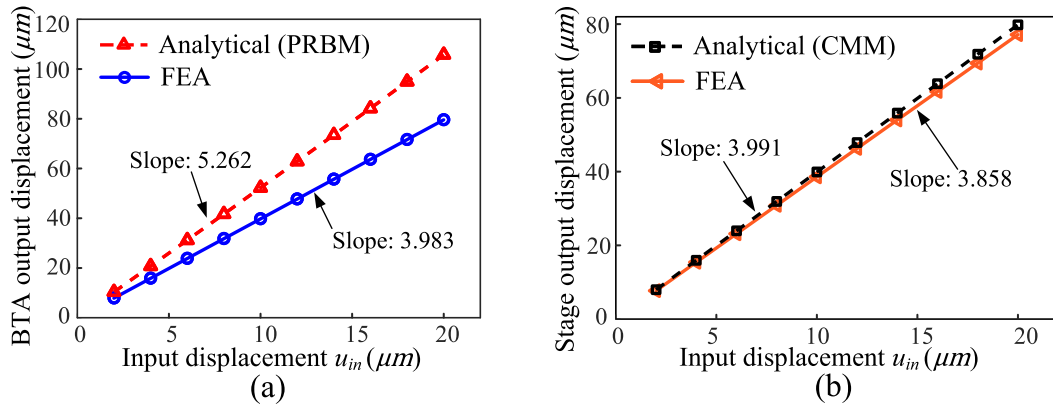 120
100
80
60
40
20
0
BTA output displacement (μm)
Analytical (PRBM)
FEA
Slope: 5.262
Slope: 3.983
0 5 10 15 20
Input displacement uin (μm)
(a)
80
60
40
20
0
Stage output displacement (μm)
Analytical (CMM)
FEA
Slope: 3.991
Slope: 3.858
0 5 10 15 20
Input displacement uin (μm)
(b)